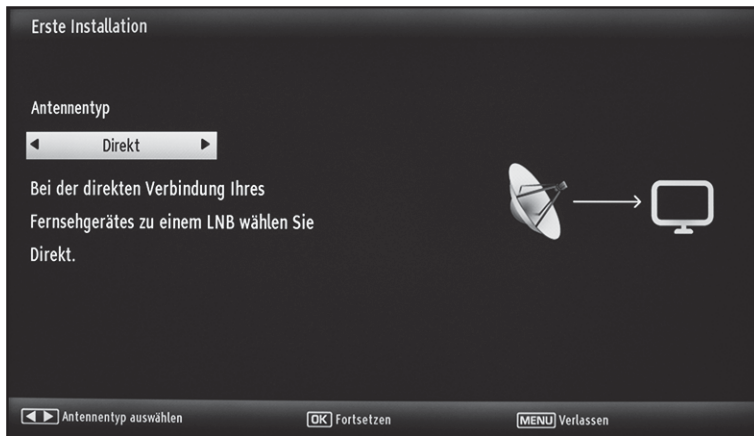 Erste Installation
Antennentyp
Direkt
Bei der direkten Verbindung Ihres
Fernsehgerätes zu einem LNB wählen Sie
Direkt.
Antennentyp auswählen
OK Fortsetzen
MENU Verlassen